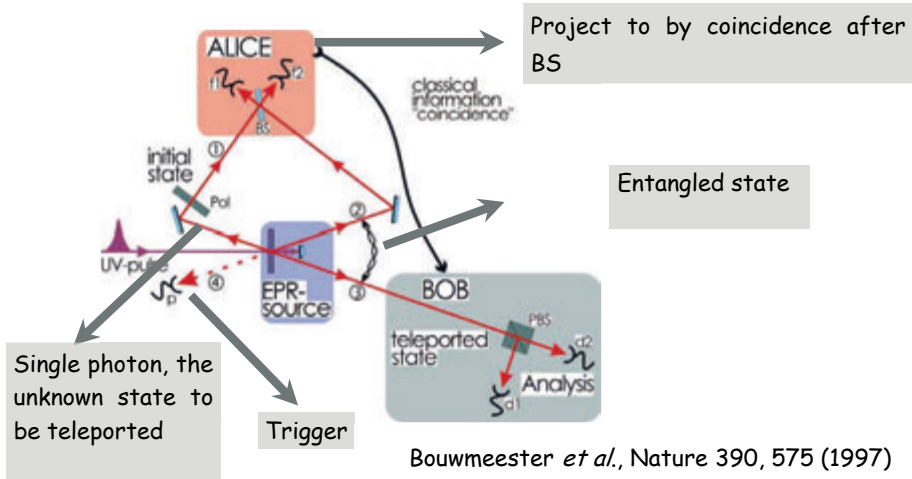 Project to by coincidence after
BS
ALICE
f1
f2
BS
classical
information
"coincidence"
①
initial
state
Pol
Entangled state
②
UV-pulse
④
p
EPR-
source
③
BOB
PBS
teleported
state
d2
Analysis
d1
Single photon, the
unknown state to
be teleported
Trigger
Bouwmeester et al., Nature 390, 575 (1997)